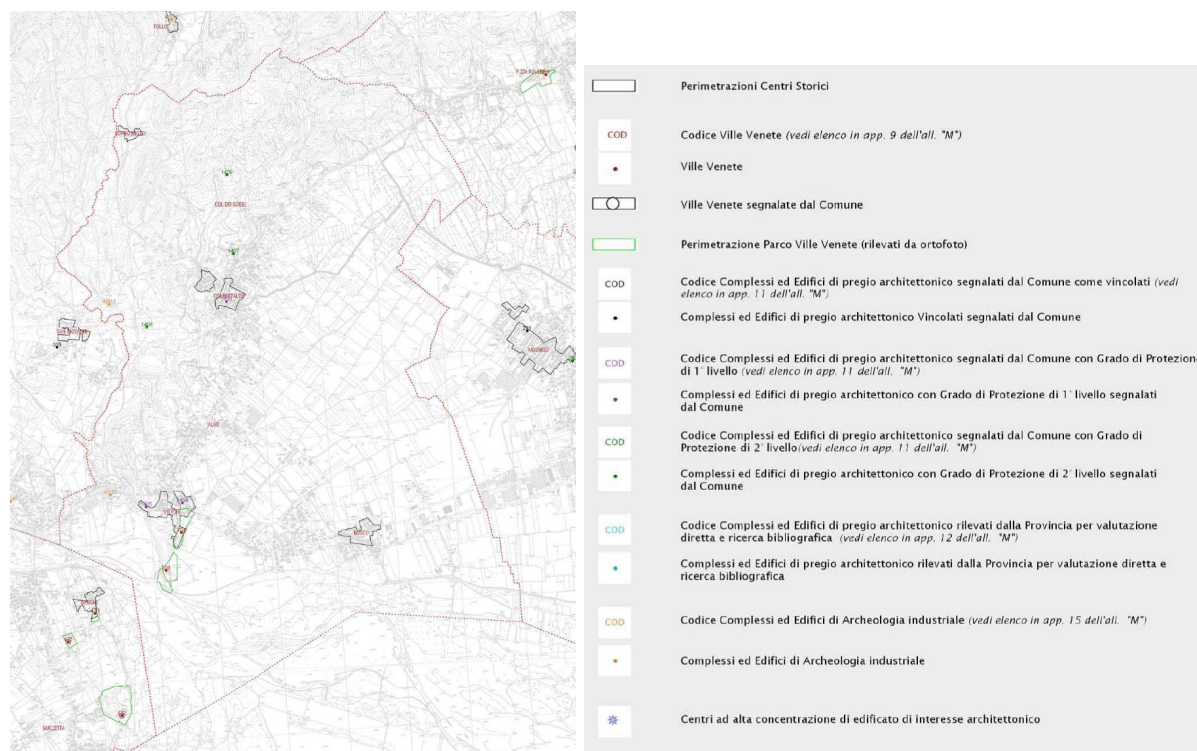 FOLLO
COL DEI GOBBI
Perimetrazioni Centri Storici
COD
Codice Ville Venete (vedi elenco in app. 9 dell'all. "M")
Ville Venete
Ville Venete segnalate dal Comune
Perimetrazione Parco Ville Venete (rilevati da ortofoto)
COD
Codice Complessi ed Edifici di pregio architettonico segnalati dal Comune come vincolati (vedi
elenco in app. 11 dell'all. "M")
Complessi ed Edifici di pregio architettonico Vincolati segnalati dal Comune
COD
Codice Complessi ed Edifici di pregio architettonico segnalati dal Comune con Grado di Protezione
di 1° livello (vedi elenco in app. 11 dell'all. "M")
Complessi ed Edifici di pregio architettonico con Grado di Protezione di 1° livello segnalati
dal Comune
COD
Codice Complessi ed Edifici di pregio architettonico segnalati dal Comune con Grado di
Protezione di 2° livello(vedi elenco in app. 11 dell'all. "M")
Complessi ed Edifici di pregio architettonico con Grado di Protezione di 2° livello segnalati
dal Comune
COD
Codice Complessi ed Edifici di pregio architettonico rilevati dalla Provincia per valutazione
diretta e ricerca bibliografica (vedi elenco in app. 12 dell'all. "M")
Complessi ed Edifici di pregio architettonico rilevati dalla Provincia per valutazione diretta e
ricerca bibliografica
COD
Codice Complessi ed Edifici di Archeologia industriale (vedi elenco in app. 15 dell'all. "M")
Complessi ed Edifici di Archeologia industriale
Centri ad alta concentrazione di edificato di interesse architettonico